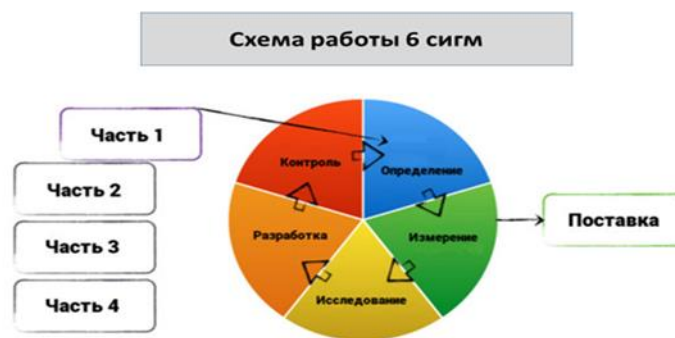 Схема работы 6 сигм
Часть 1
Часть 2
Часть 3
Часть 4
Контроль
Определение
Разработка
Измерение
Исследование
Поставка